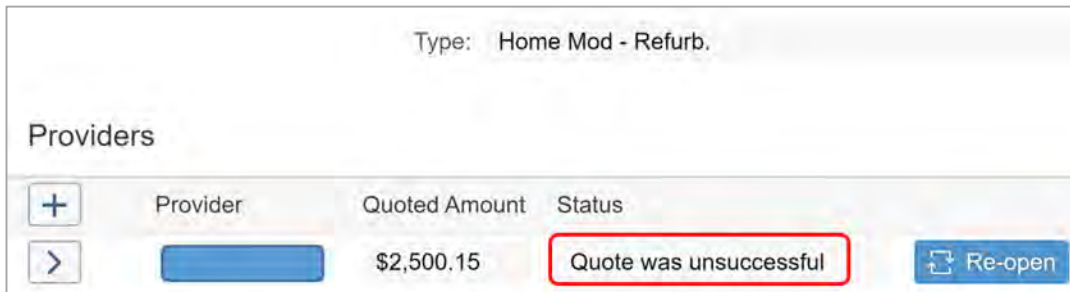 Type: Home Mod - Refurb.
Providers
+ Provider Quoted Amount Status
> $2,500.15 Quote was unsuccessful Re-open